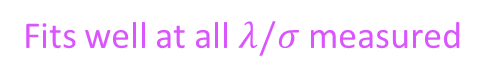 Fits well at all λ/σ measured